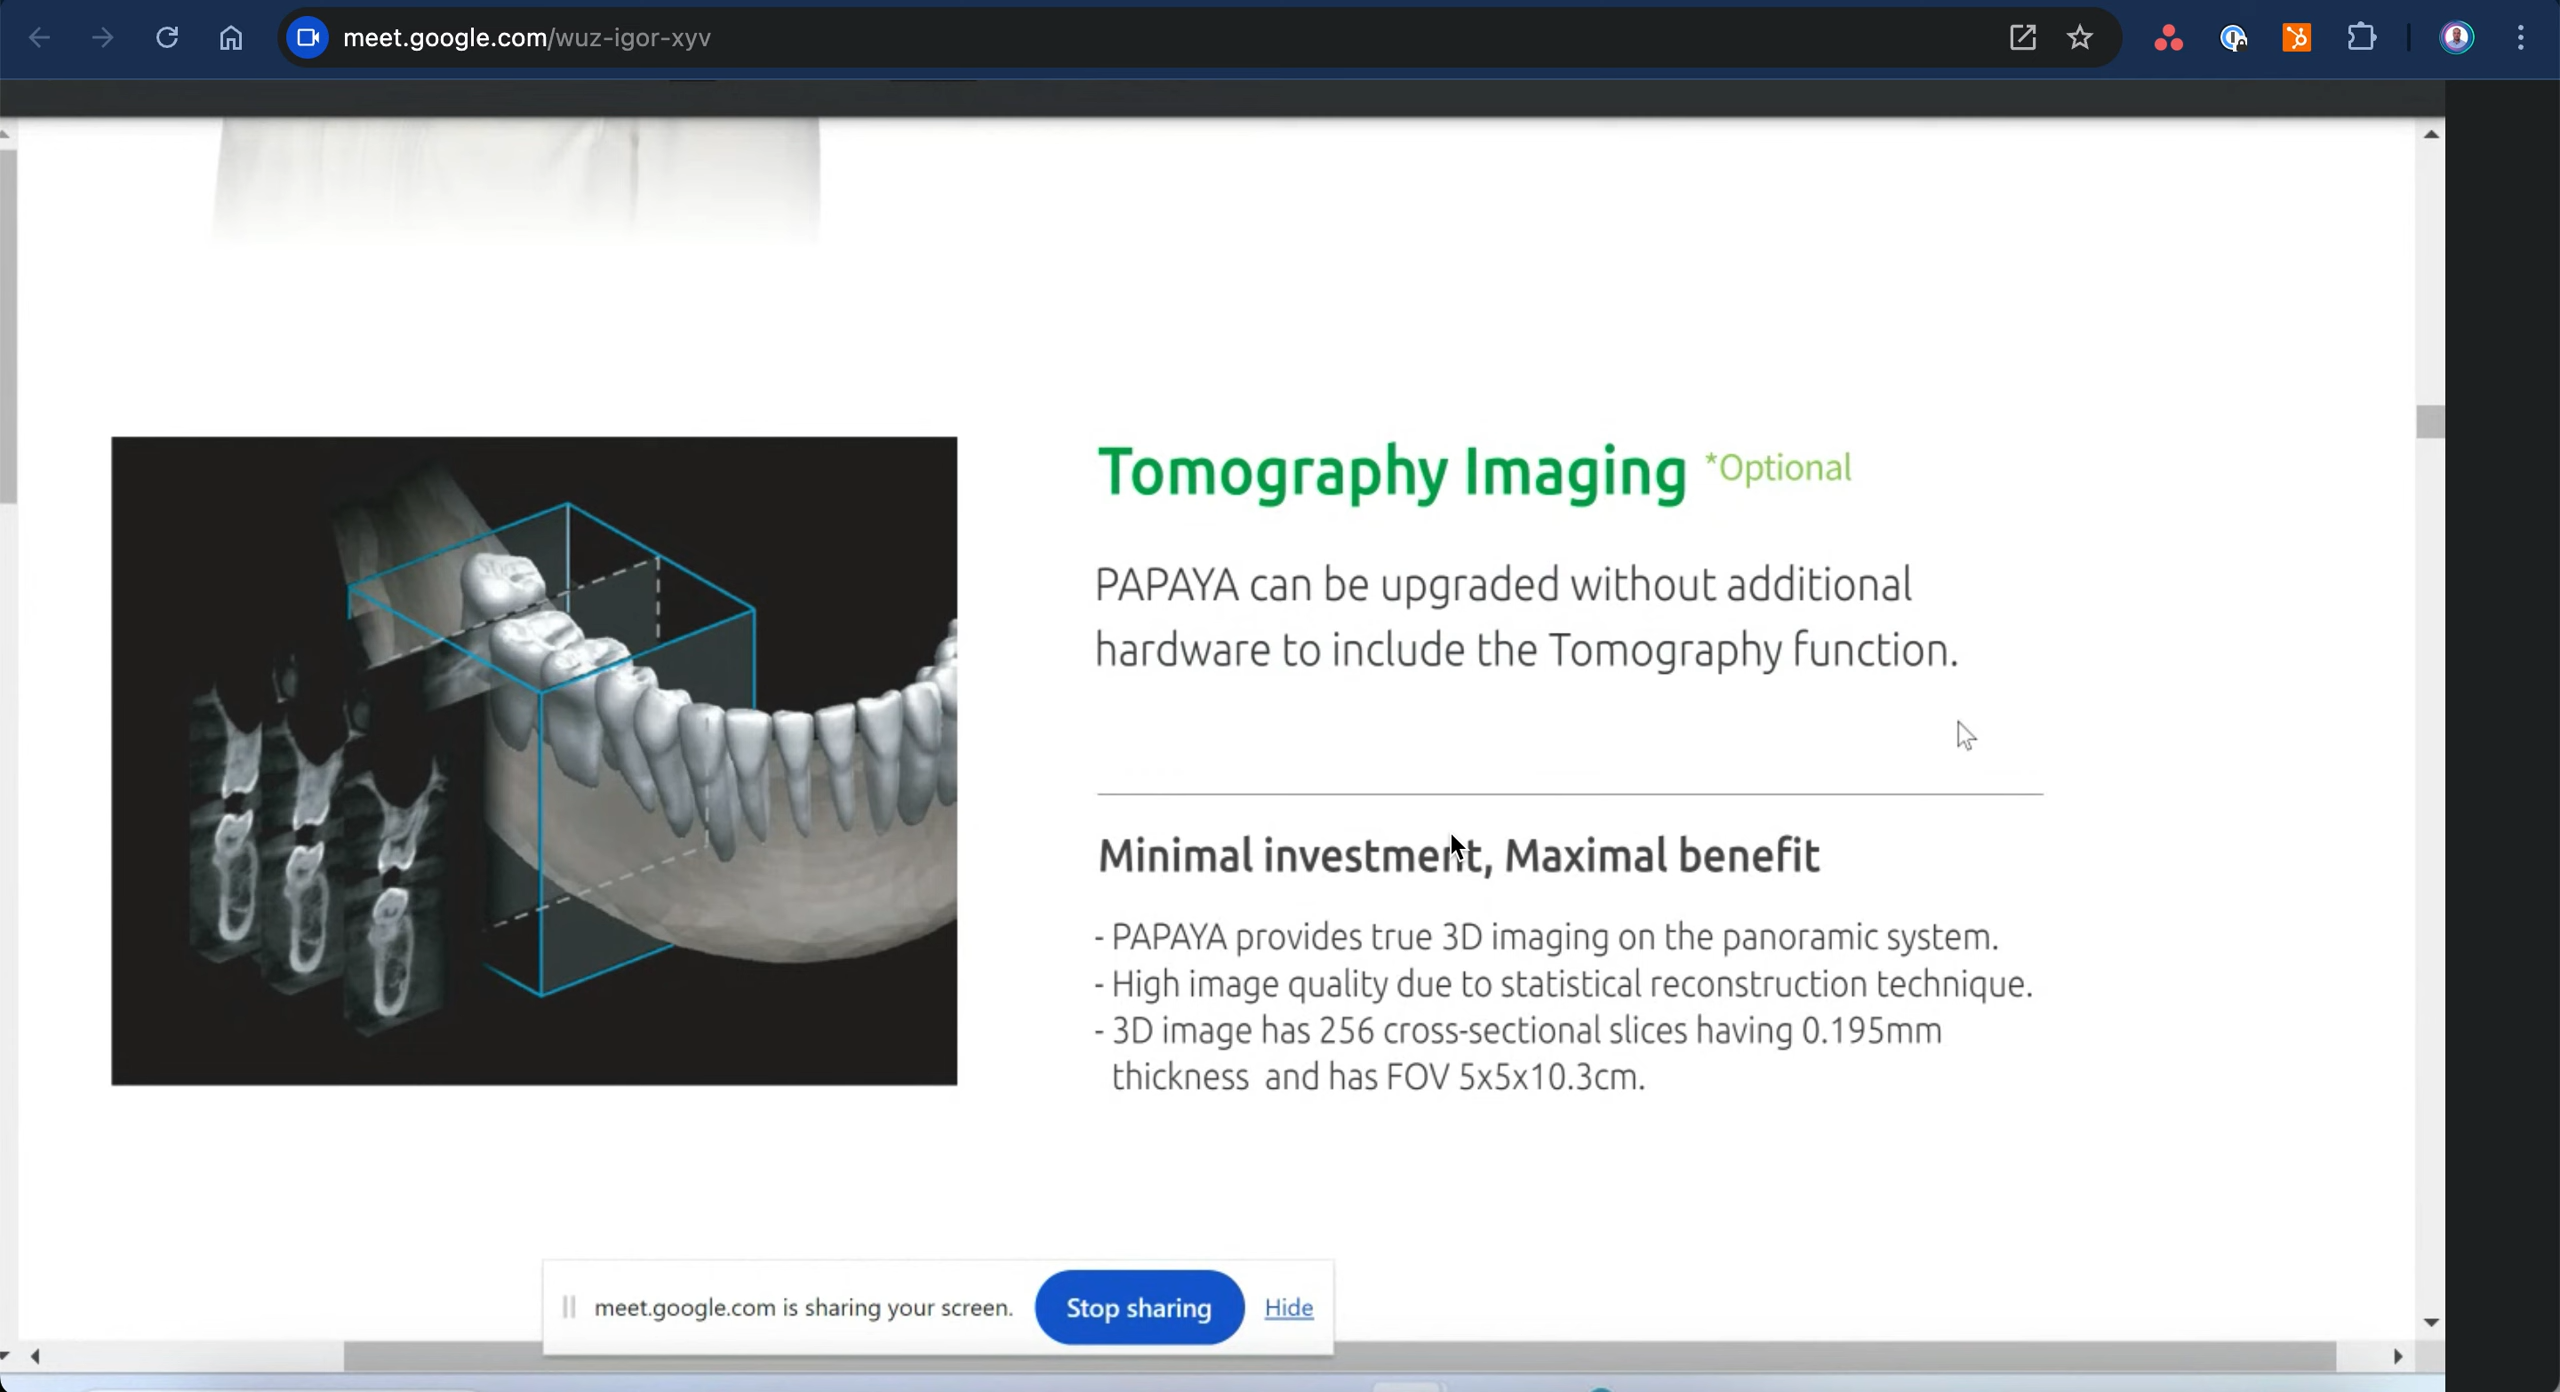 meet.google.com/wuz-igor-xyv
Tomography Imaging *Optional
PAPAYA can be upgraded without additional
hardware to include the Tomography function.
Minimal investment, Maximal benefit
- PAPAYA provides true 3D imaging on the panoramic system.
- High image quality due to statistical reconstruction technique.
- 3D image has 256 cross-sectional slices having 0.195mm
thickness and has FOV 5x5x10.3cm.
meet.google.com is sharing your screen. Stop sharing Hide